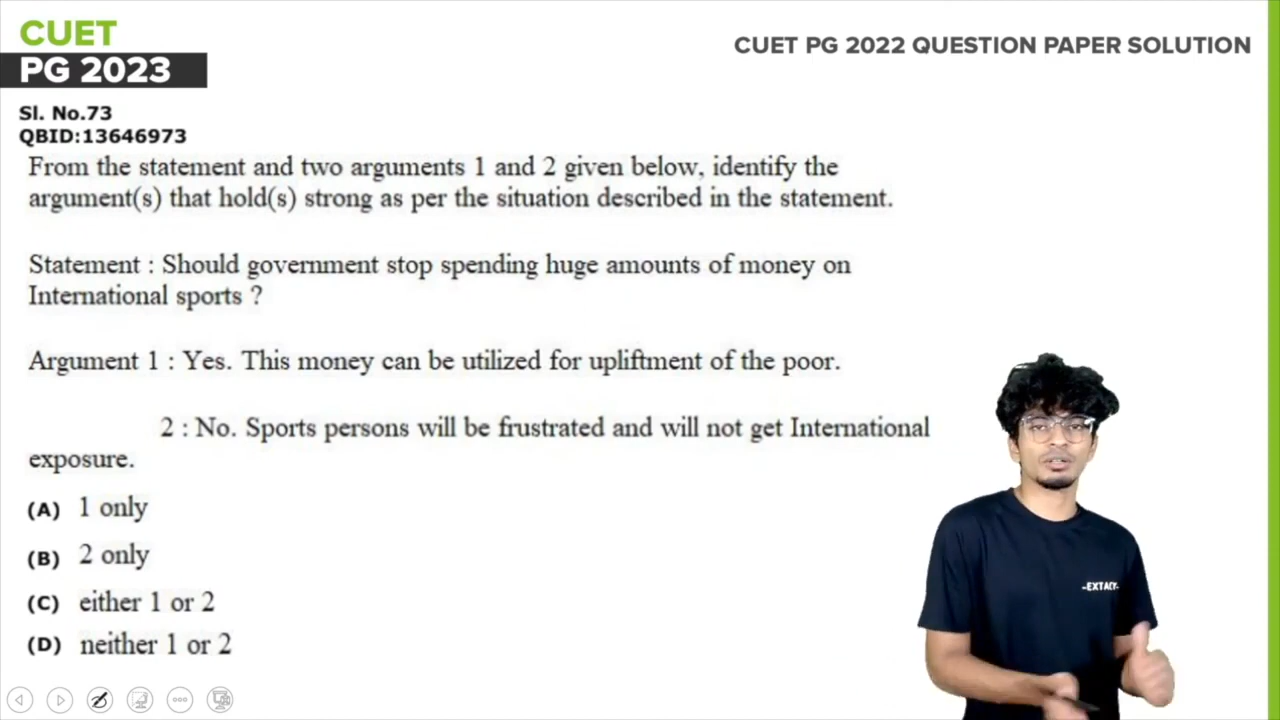 CUET
PG 2023
CUET PG 2022 QUESTION PAPER SOLUTION
Sl. No.73
QBID:13646973
From the statement and two arguments 1 and 2 given below, identify the
argument(s) that hold(s) strong as per the situation described in the statement.
Statement : Should government stop spending huge amounts of money on
International sports ?
Argument 1 : Yes. This money can be utilized for upliftment of the poor.
2 : No. Sports persons will be frustrated and will not get International
exposure.
(A) 1 only
(B) 2 only
(C) either 1 or 2
(D) neither 1 or 2
-EXTACY-